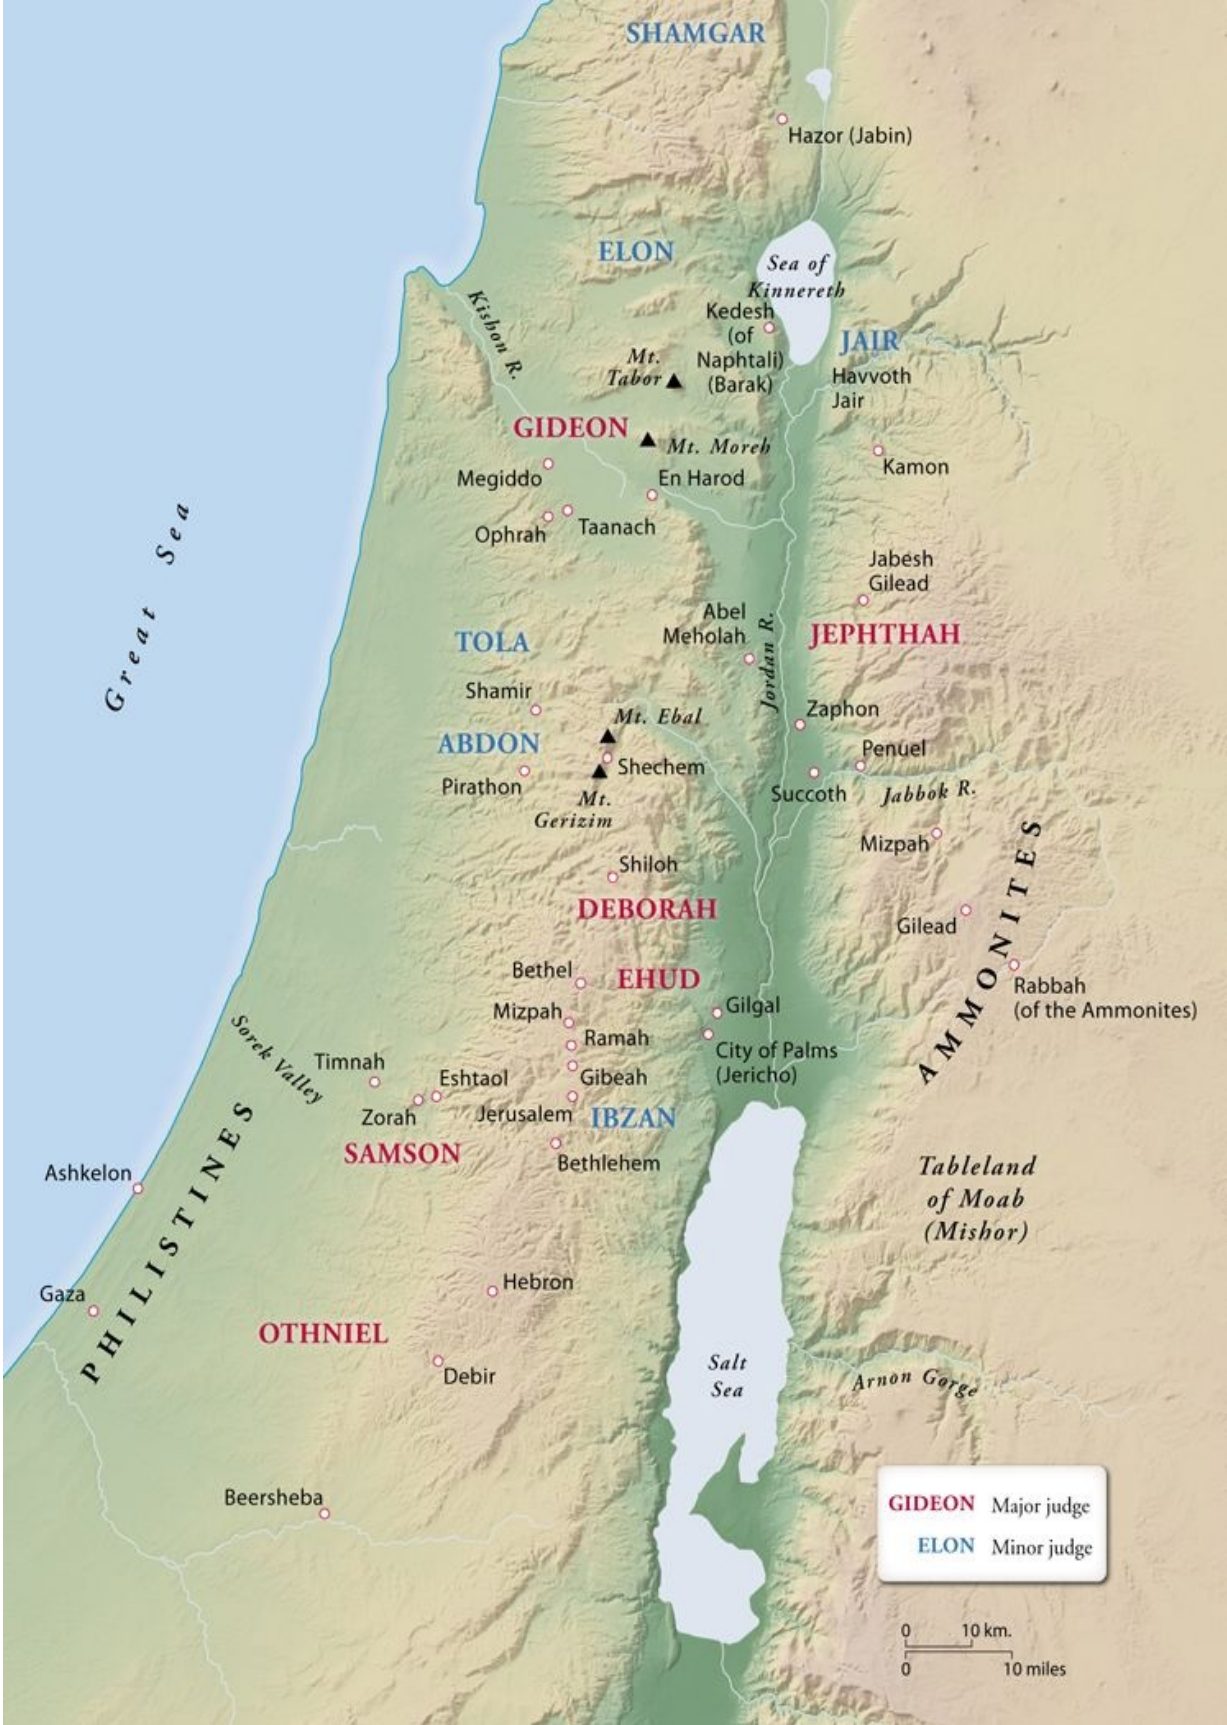 SHAMGAR
Hazor (Jabin)
ELON
Sea of
Kinnereth
Kishon R.
Kedesh
(of
Naphtali)
(Barak)
JAIR
Havvoth
Jair
Mt.
Tabor
GIDEON
Mt. Moreh
Kamon
Megiddo
En Harod
Ophrah
Taanach
Great Sea
Jabesh
Gilead
Abel
Meholah
JEPHTHAH
TOLA
Jordan R.
Shamir
Mt. Ebal
Zaphon
ABDON
Shechem
Penuel
Pirathon
Mt.
Gerizim
Succoth
Jabbok R.
Mizpah
Shiloh
DEBORAH
Gilead
AMMONITES
Bethel
EHUD
Rabbah
(of the Ammonites)
Mizpah
Gilgal
Ramah
City of Palms
(Jericho)
Sorek Valley
Timnah
Eshtaol
Gibeah
Zorah
Jerusalem
IBZAN
SAMSON
Bethlehem
Ashkelon
PHILISTINES
Tableland
of Moab
(Mishor)
Hebron
Gaza
OTHNIEL
Debir
Salt
Sea
Arnon Gorge
Beersheba
GIDEON Major judge
ELON Minor judge
0 10 km.
0 10 miles